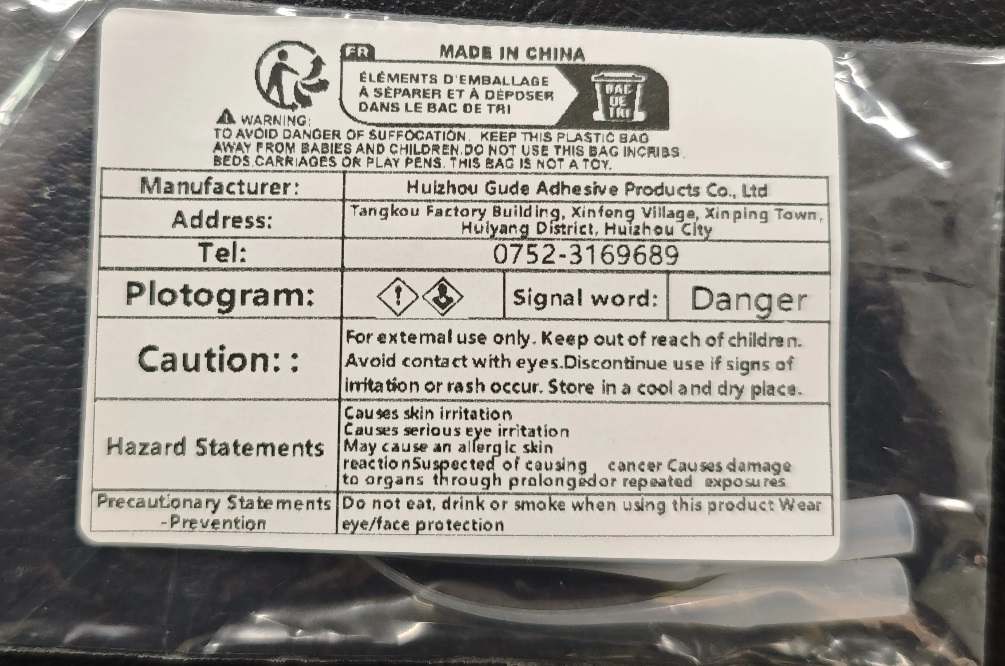 FR
MADE IN CHINA
ÉLÉMENTS D'EMBALLAGE
À SÉPARER ET À DÉPOSER
DANS LE BAC DE TRI
BAC
DE
TRI
WARNING:
TO AVOID DANGER OF SUFFOCATION, KEEP THIS PLASTIC BAG
AWAY FROM BABIES AND CHILDREN.DO NOT USE THIS BAG INCRIBS,
BEDS,CARRIAGES OR PLAY PENS. THIS BAG IS NOT A TOY.
Manufacturer: Huizhou Gude Adhesive Products Co., Ltd
Address: Tangkou Factory Building, Xinfeng Village, Xinping Town,
Huiyang District, Huizhou City
Tel: 0752-3169689
Plotogram: Signal word: Danger
Caution: : For extemal use only. Keep out of reach of children.
Avoid contact with eyes.Discontinue use if signs of
irritation or rash occur. Store in a cool and dry place.
Hazard Statements Causes skin irritation
Causes serious eye irritation
May cause an allergic skin
reactionSuspected of causing cancer Causes damage
to organs through prolongedor repeated exposures
Precautionary Statements
-Prevention
Do not eat, drink or smoke when using this product Wear
eye/face protection